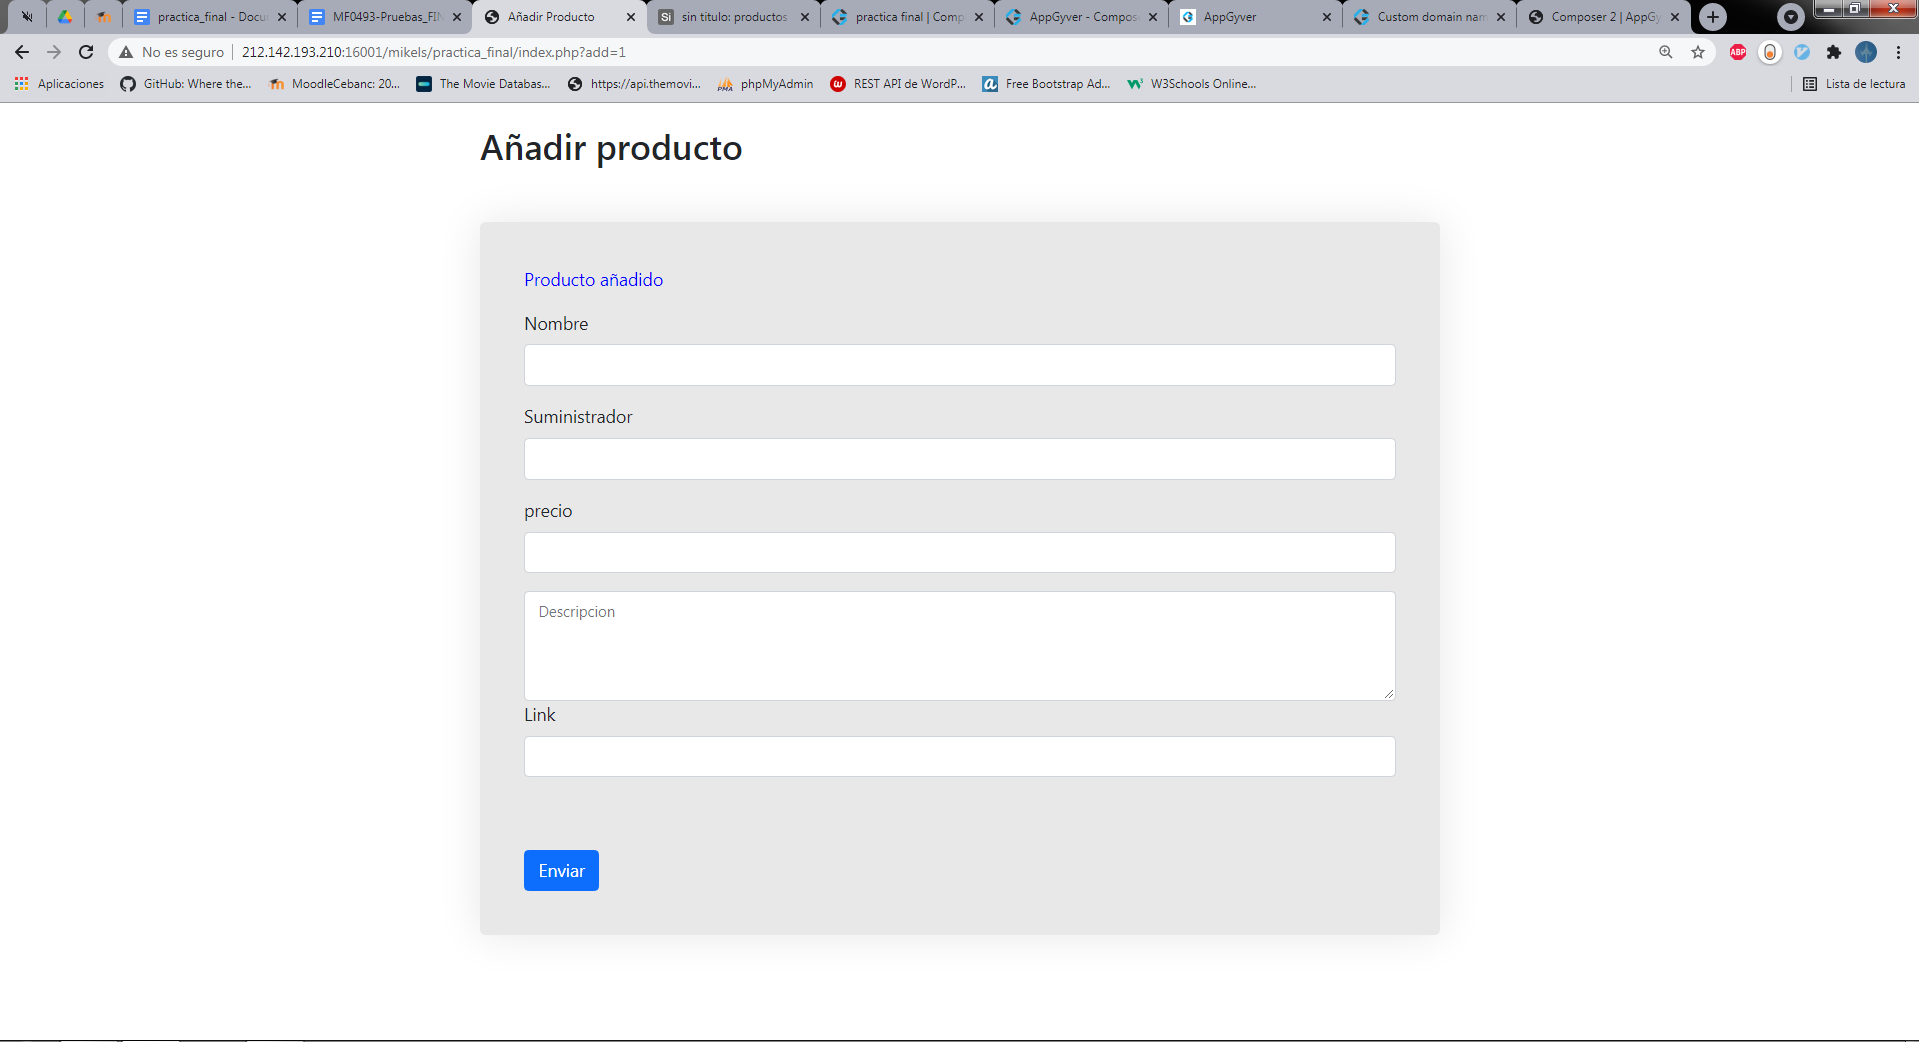 practica_final - Docu
MF0493-Pruebas_FIN
Añadir Producto
Si
sin titulo: productos
practica final | Comp
AppGyver - Compos
AppGyver
Custom domain nam
Composer 2 | AppGy
No es seguro
212.142.193.210:16001/mikels/practica_final/index.php?add=1
ABP
Aplicaciones
GitHub: Where the...
MoodleCebanc: 20...
The Movie Databas...
https://api.themovi...
phpMyAdmin
REST API de WordP...
Free Bootstrap Ad...
W3Schools Online...
Lista de lectura
Añadir producto
Producto añadido
Nombre
Suministrador
precio
Descripcion
Link
Enviar